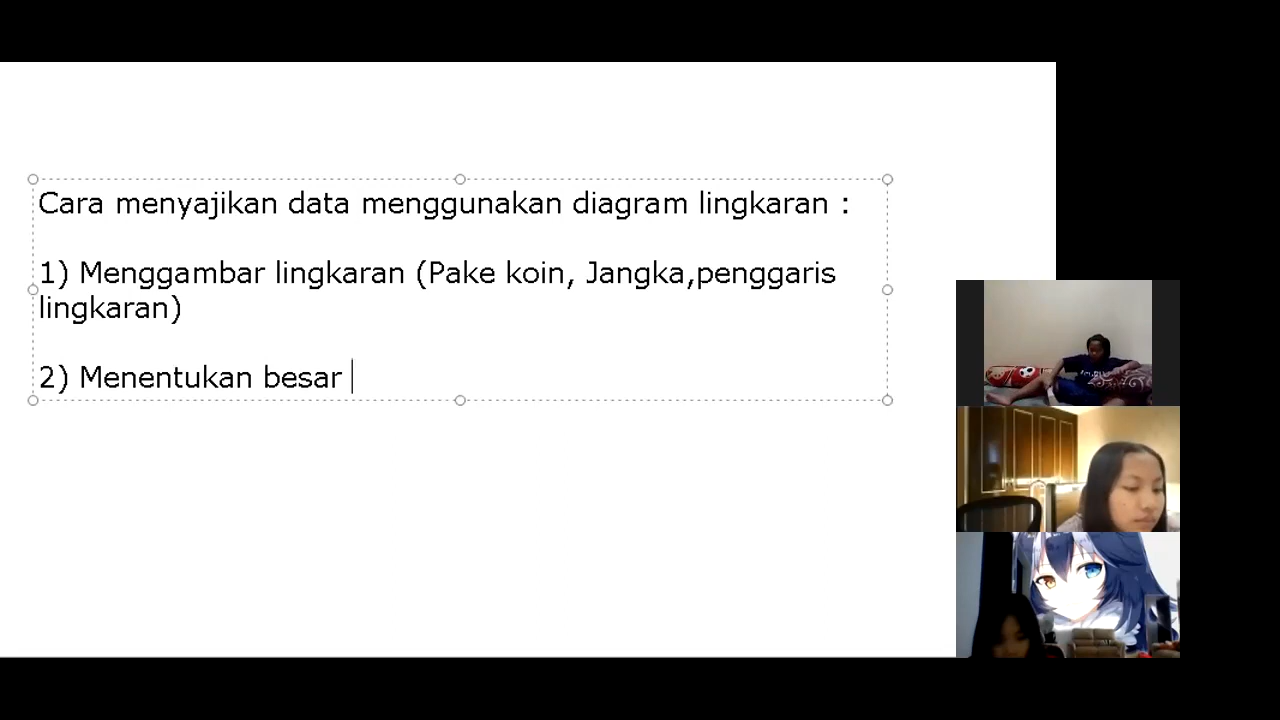 Cara menyajikan data menggunakan diagram lingkaran :
1) Menggambar lingkaran (Pake koin, Jangka,penggaris
lingkaran)
2) Menentukan besar